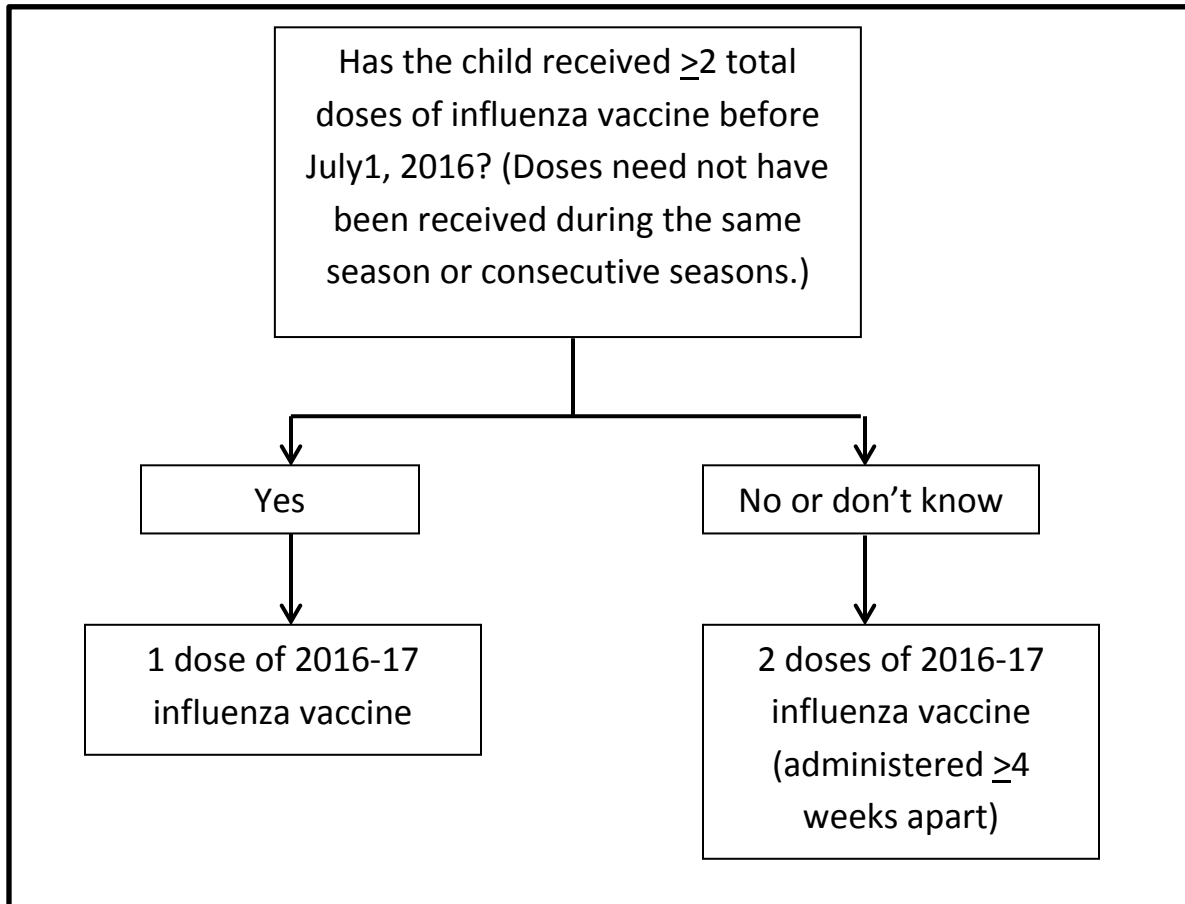 Has the child received ≥2 total
doses of influenza vaccine before
July1, 2016? (Doses need not have
been received during the same
season or consecutive seasons.)
Yes
No or don’t know
1 dose of 2016-17
influenza vaccine
2 doses of 2016-17
influenza vaccine
(administered ≥4
weeks apart)